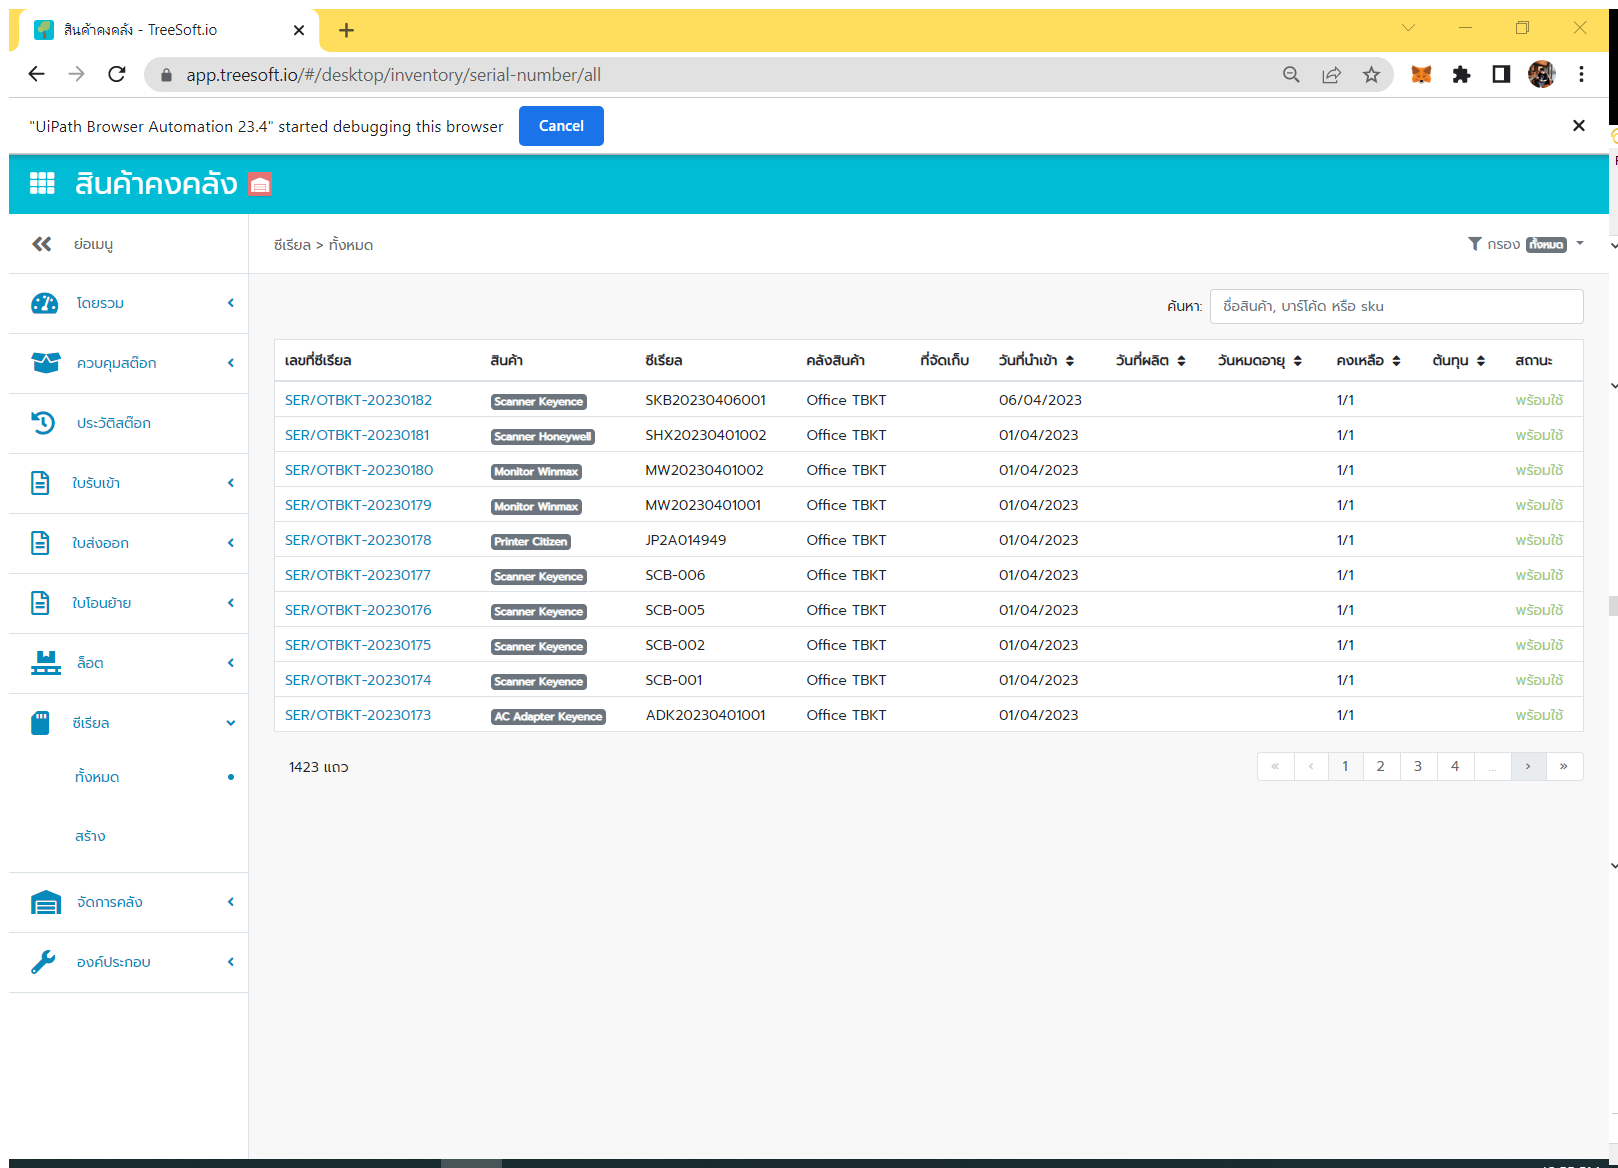 สินค้าคงคลัง - TreeSoft.io
app.treesoft.io/#/desktop/inventory/serial-number/all
"UiPath Browser Automation 23.4" started debugging this browser Cancel
สินค้าคงคลัง
ย่อเมนู
ซีเรียล > ทั้งหมด
กรอง ทั้งหมด
โดยรวม
ควบคุมสต๊อก
ประวัติสต๊อก
ใบรับเข้า
ใบส่งออก
ใบโอนย้าย
ล็อต
ซีเรียล
ทั้งหมด
สร้าง
จัดการคลัง
องค์ประกอบ
ค้นหา: ชื่อสินค้า, บาร์โค้ด หรือ sku
เลขที่ซีเรียล สินค้า ซีเรียล คลังสินค้า ที่จัดเก็บ วันที่นำเข้า วันที่ผลิต วันหมดอายุ คงเหลือ ต้นทุน สถานะ
SER/OTBKT-20230182 Scanner Keyence SKB20230406001 Office TBKT 06/04/2023 1/1 พร้อมใช้
SER/OTBKT-20230181 Scanner Honeywell SHX20230401002 Office TBKT 01/04/2023 1/1 พร้อมใช้
SER/OTBKT-20230180 Monitor Winmax MW20230401002 Office TBKT 01/04/2023 1/1 พร้อมใช้
SER/OTBKT-20230179 Monitor Winmax MW20230401001 Office TBKT 01/04/2023 1/1 พร้อมใช้
SER/OTBKT-20230178 Printer Citizen JP2A014949 Office TBKT 01/04/2023 1/1 พร้อมใช้
SER/OTBKT-20230177 Scanner Keyence SCB-006 Office TBKT 01/04/2023 1/1 พร้อมใช้
SER/OTBKT-20230176 Scanner Keyence SCB-005 Office TBKT 01/04/2023 1/1 พร้อมใช้
SER/OTBKT-20230175 Scanner Keyence SCB-002 Office TBKT 01/04/2023 1/1 พร้อมใช้
SER/OTBKT-20230174 Scanner Keyence SCB-001 Office TBKT 01/04/2023 1/1 พร้อมใช้
SER/OTBKT-20230173 AC Adapter Keyence ADK20230401001 Office TBKT 01/04/2023 1/1 พร้อมใช้
1423 แถว
« ‹ 1 2 3 4 ... › »